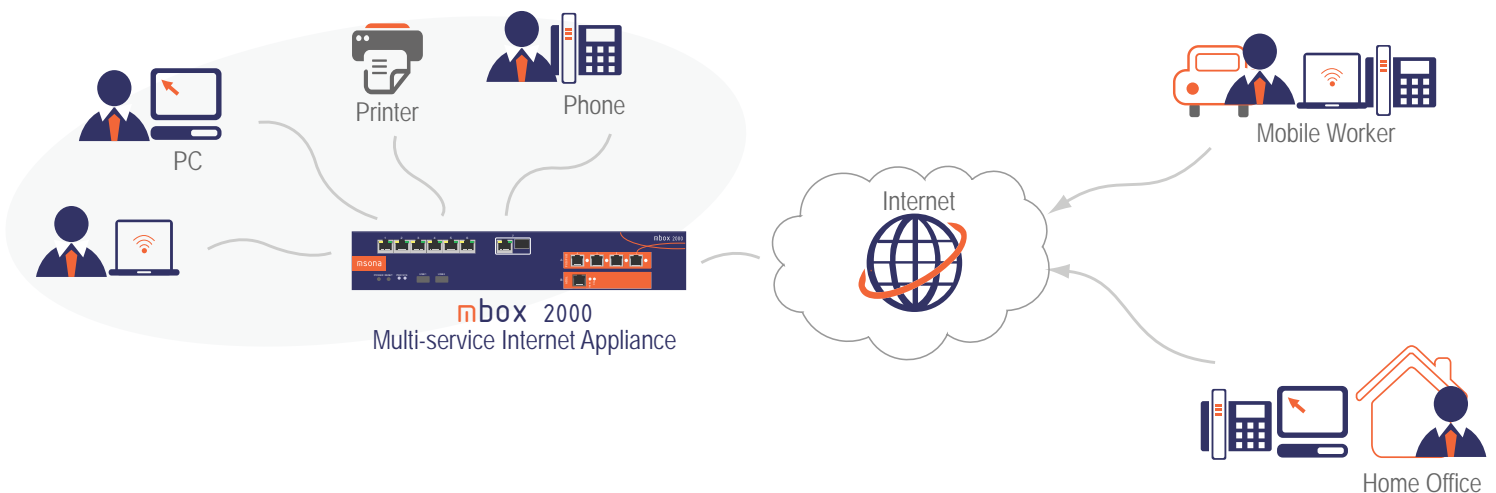 Printer
Phone
PC
Mobile Worker
Internet
mbox 2000
msona
mbox 2000
Multi-service Internet Appliance
Home Office